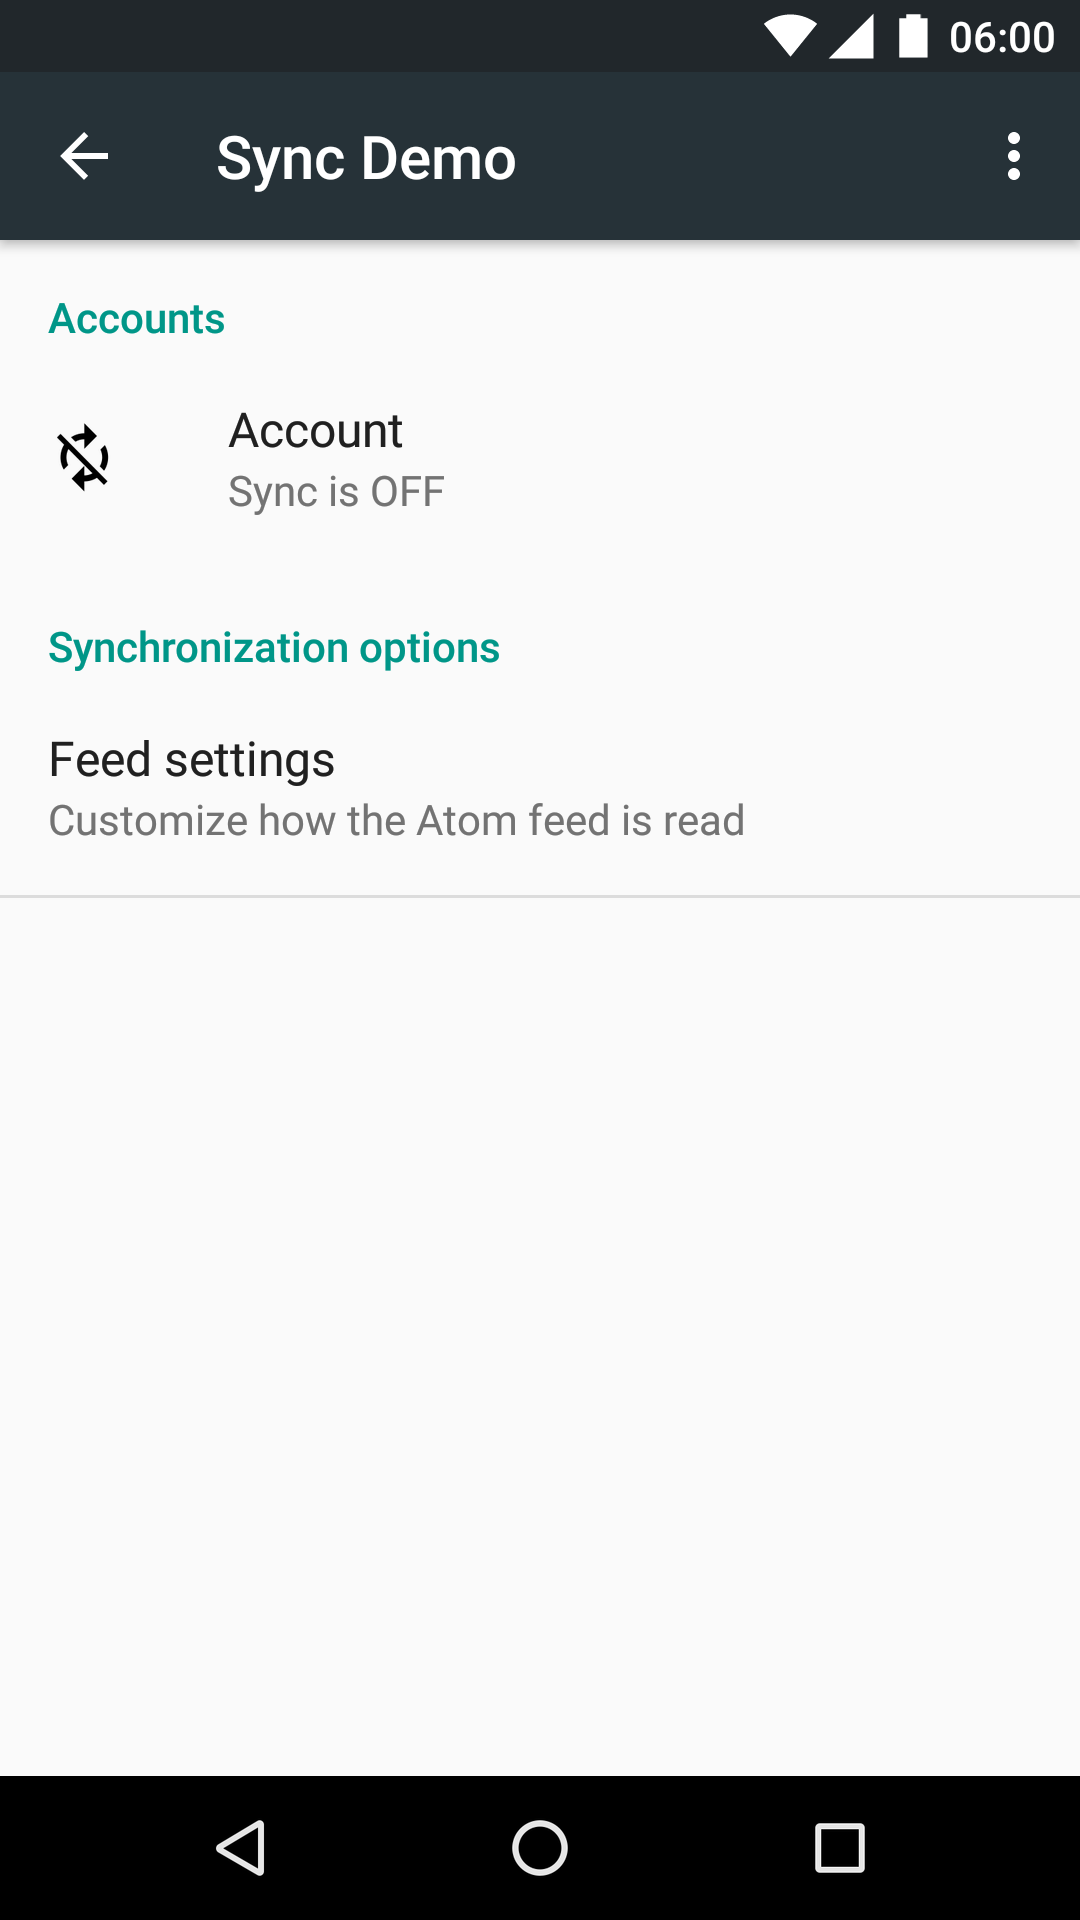 06:00
Sync Demo
Accounts
Account
Sync is OFF
Synchronization options
Feed settings
Customize how the Atom feed is read